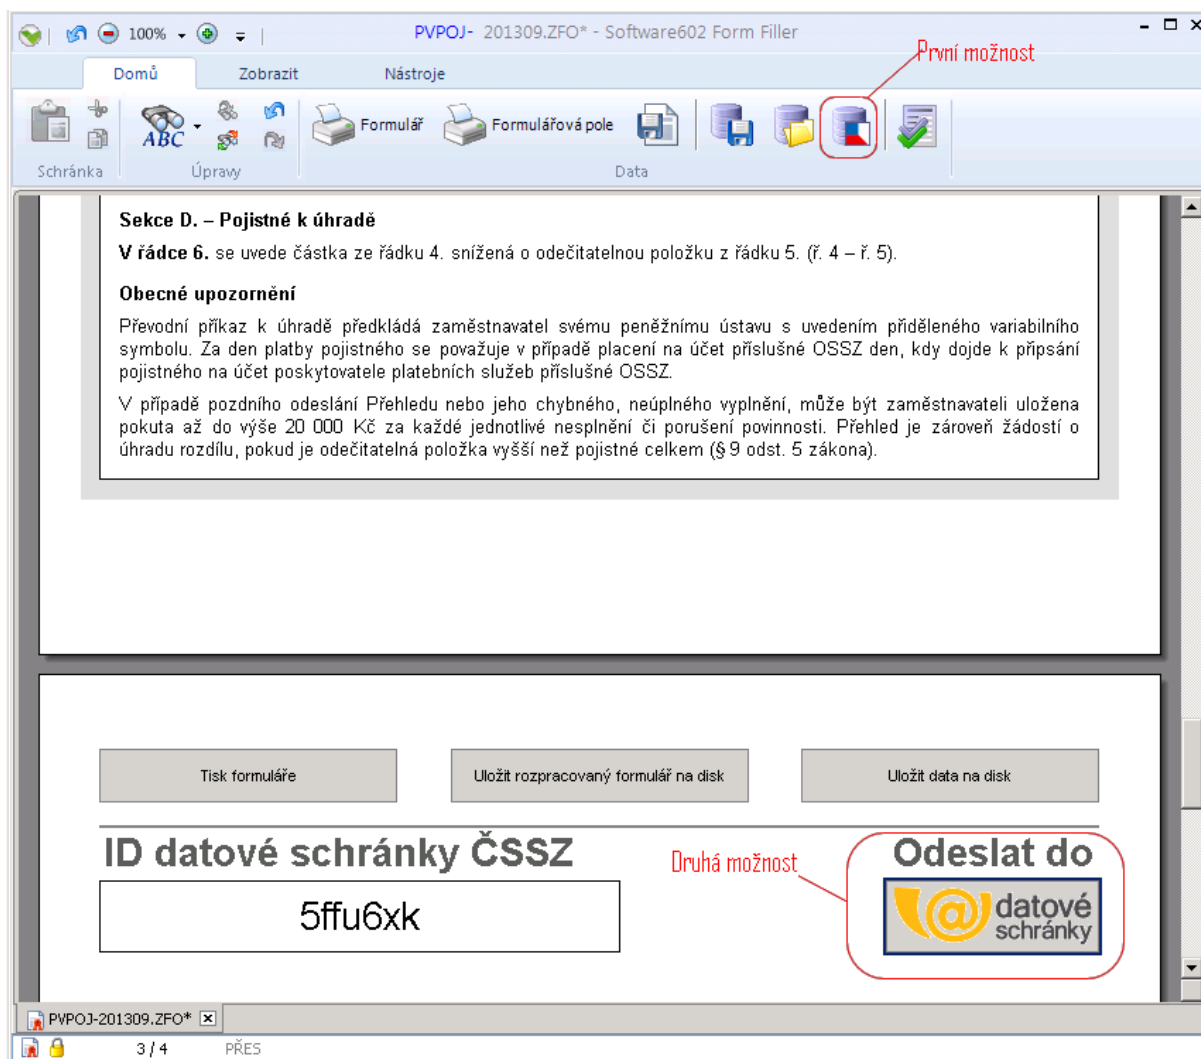 100%
PVPOJ- 201309.ZFO* - Software602 Form Filler
První možnost
Domů Zobrazit Nástroje
ABC
Formulář Formulářová pole
Schránka Úpravy Data
Sekce D. – Pojistné k úhradě
V řádce 6. se uvede částka ze řádku 4. snížená o odečitatelnou položku z řádku 5. (ř. 4 – ř. 5).
Obecné upozornění
Převodní příkaz k úhradě předkládá zaměstnavatel svému peněžnímu ústavu s uvedením přiděleného variabilního
symbolu. Za den platby pojistného se považuje v případě placení na účet příslušné OSSZ den, kdy dojde k připsání
pojistného na účet poskytovatele platebních služeb příslušné OSSZ.
V případě pozdního odeslání Přehledu nebo jeho chybného, neúplného vyplnění, může být zaměstnavateli uložena
pokuta až do výše 20 000 Kč za každé jednotlivé nesplnění či porušení povinnosti. Přehled je zároveň žádostí o
úhradu rozdílu, pokud je odečitatelná položka vyšší než pojistné celkem (§ 9 odst. 5 zákona).
Tisk formuláře
Uložit rozpracovaný formulář na disk
Uložit data na disk
ID datové schránky ČSSZ
5ffu6xk
Druhá možnost
Odeslat do
@ datové
schránky
PVPOJ-201309.ZFO*
3 / 4 PŘES